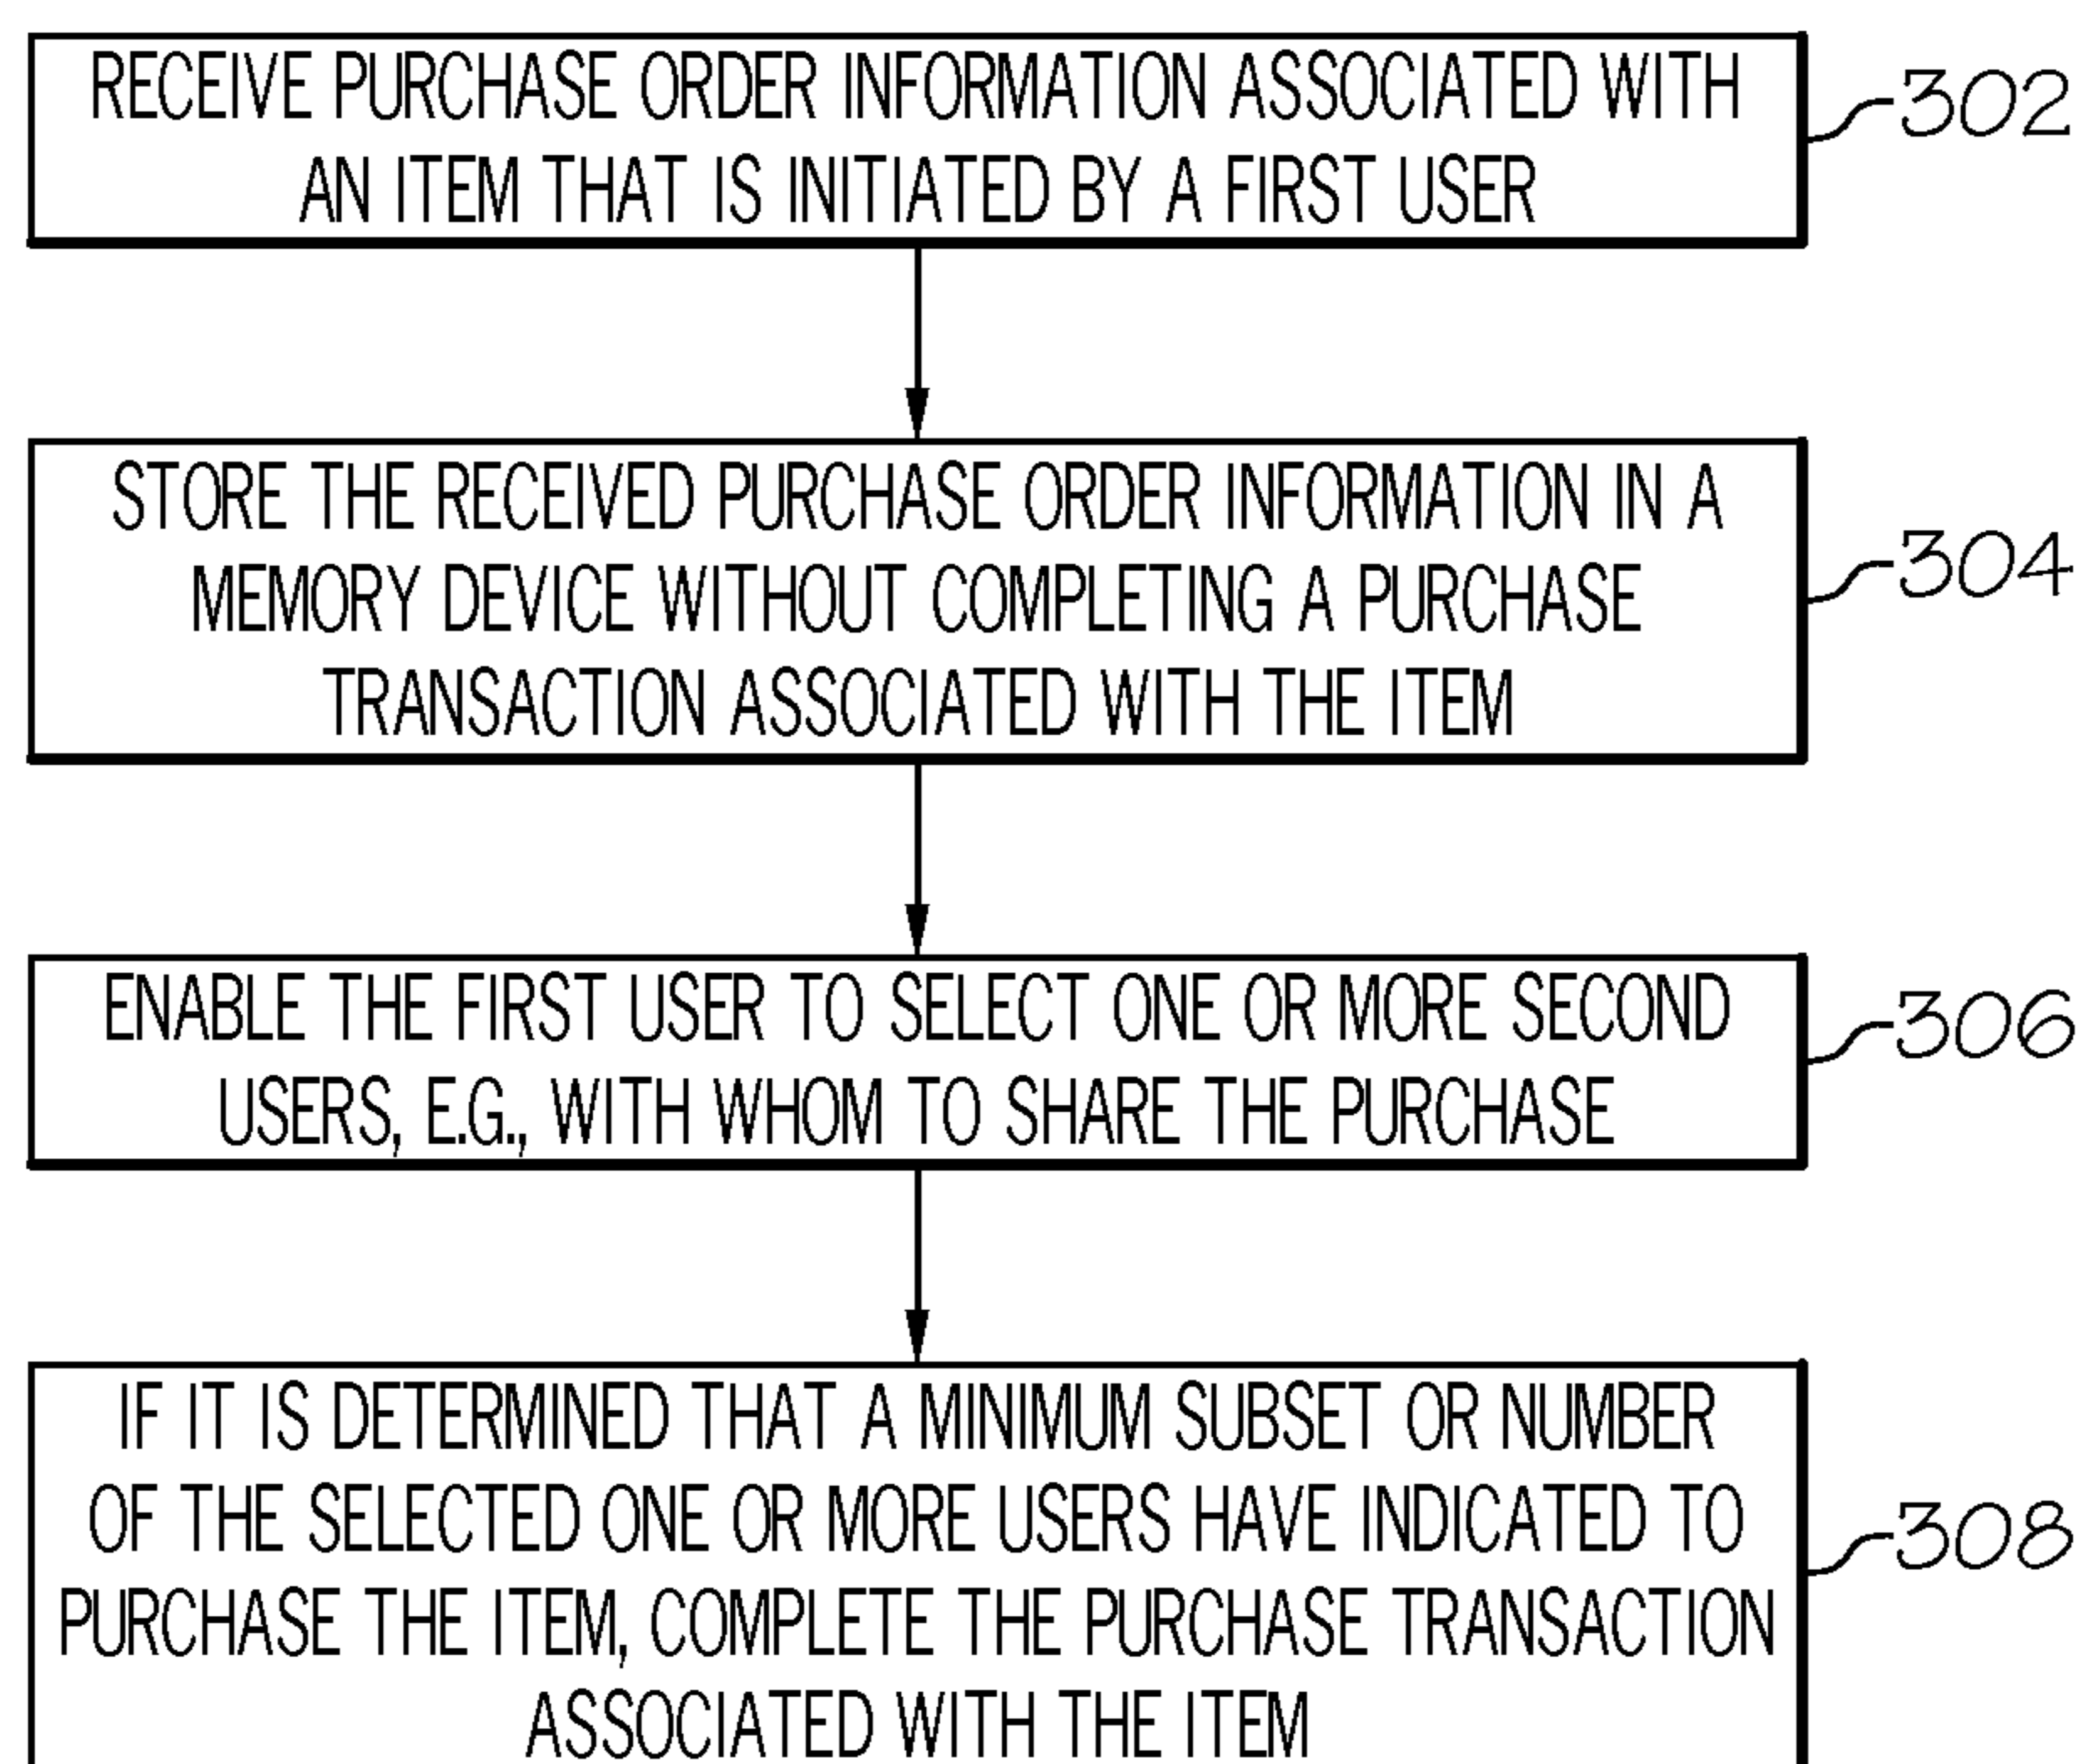 RECEIVE PURCHASE ORDER INFORMATION ASSOCIATED WITH
AN ITEM THAT IS INITIATED BY A FIRST USER
302
STORE THE RECEIVED PURCHASE ORDER INFORMATION IN A
MEMORY DEVICE WITHOUT COMPLETING A PURCHASE
TRANSACTION ASSOCIATED WITH THE ITEM
304
ENABLE THE FIRST USER TO SELECT ONE OR MORE SECOND
USERS, E.G., WITH WHOM TO SHARE THE PURCHASE
306
IF IT IS DETERMINED THAT A MINIMUM SUBSET OR NUMBER
OF THE SELECTED ONE OR MORE USERS HAVE INDICATED TO
PURCHASE THE ITEM, COMPLETE THE PURCHASE TRANSACTION
ASSOCIATED WITH THE ITEM
308